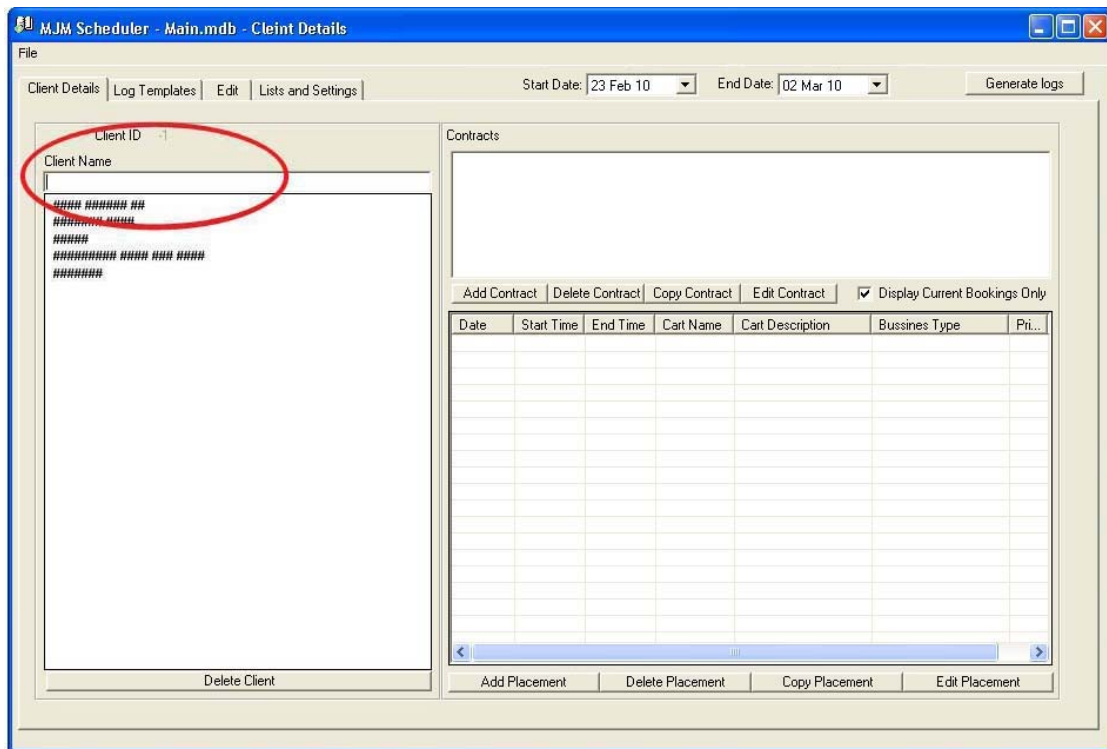 MJM Scheduler - Main.mdb - Cleint Details
File
Client Details Log Templates Edit Lists and Settings Start Date: 23 Feb 10 End Date: 02 Mar 10 Generate logs
Client ID -1
Client Name
#### ###### ##
####### ####
#####
######### #### ### ####
#######
Delete Client
Contracts
Add Contract Delete Contract Copy Contract Edit Contract Display Current Bookings Only
Date Start Time End Time Cart Name Cart Description Bussines Type Pri...
Add Placement Delete Placement Copy Placement Edit Placement